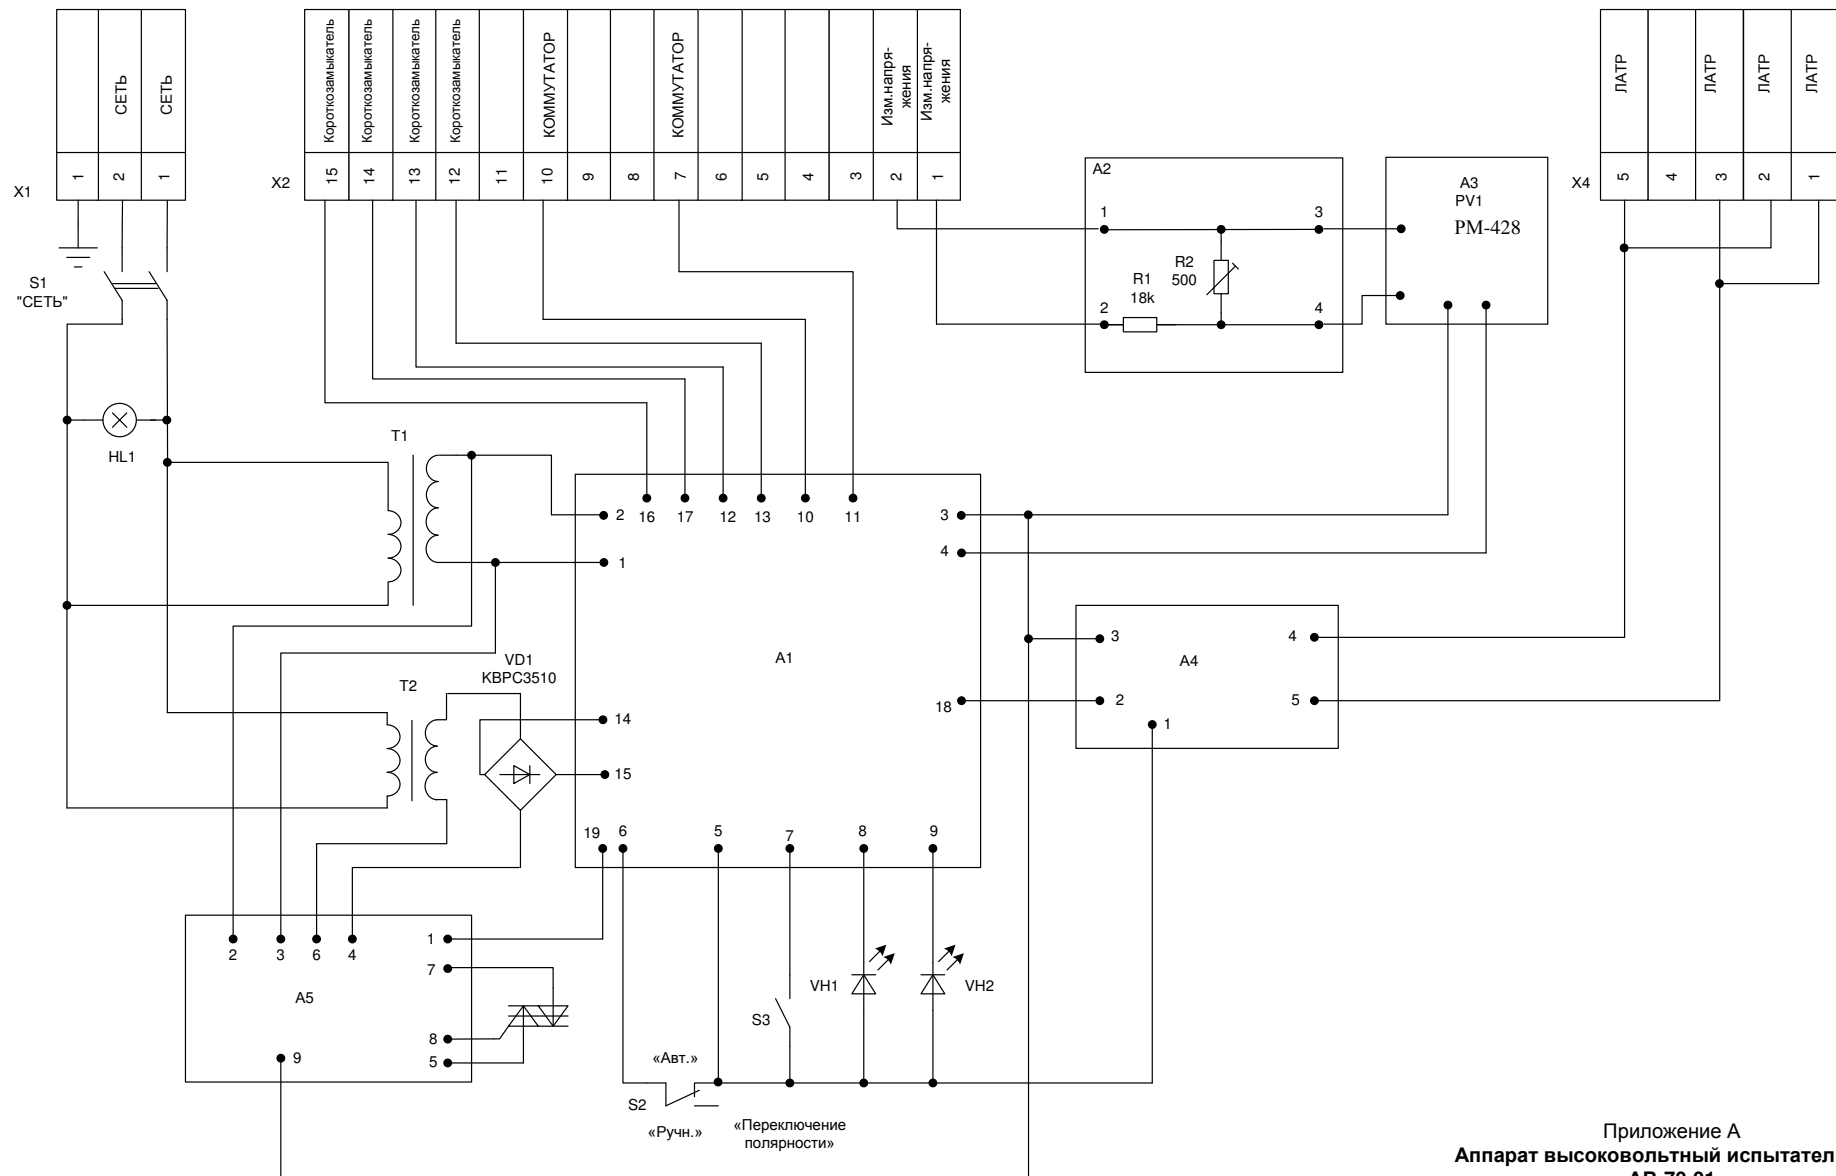 СЕТЬ
СЕТЬ
1
2
1
X1
Короткозамыкатель
Короткозамыкатель
Короткозамыкатель
Короткозамыкатель
КОММУТАТОР
КОММУТАТОР
Изм.напря-
жения
Изм.напря-
жения
X2
15
14
13
12
11
10
9
8
7
6
5
4
3
2
1
ЛАТР
ЛАТР
ЛАТР
ЛАТР
X4
5
4
3
2
1
S1
"СЕТЬ"
HL1
A2
1
3
R2
500
R1
18k
2
4
A3
PV1
PM-428
T1
2
16
17
12
13
10
11
3
1
4
A1
18
14
15
19
6
5
7
8
9
VD1
KBPC3510
T2
3
4
A4
2
5
1
2
3
6
4
1
7
A5
8
5
9
VH1
VH2
S3
«Авт.»
S2
«Ручн.»
«Переключение
полярности»
Приложение А
Аппарат высоковольтный испытател